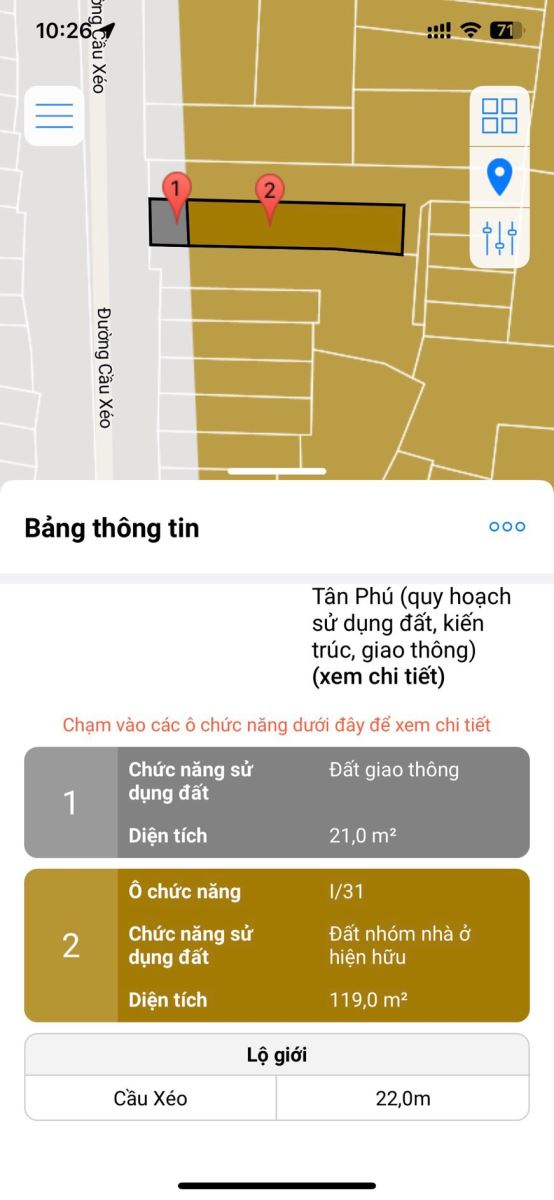 ờng Cầu Xéo
10:26
71
1
2
Đường Cầu Xéo
Bảng thông tin
Tân Phú (quy hoạch
sử dụng đất, kiến
trúc, giao thông)
(xem chi tiết)
Chạm vào các ô chức năng dưới đây để xem chi tiết
1
Chức năng sử
dụng đất
Đất giao thông
Diện tích
21,0 m²
2
Ô chức năng
I/31
Chức năng sử
dụng đất
Đất nhóm nhà ở
hiện hữu
Diện tích
119,0 m²
Lộ giới
Cầu Xéo
22,0m